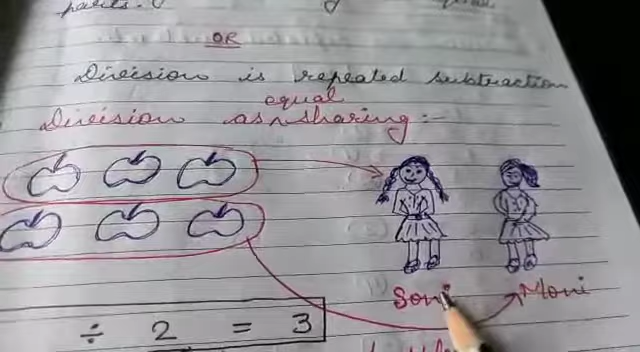 OR
Division is repeated subtraction
equal
Division as sharing:-
Soni Moni
÷ 2 = 3